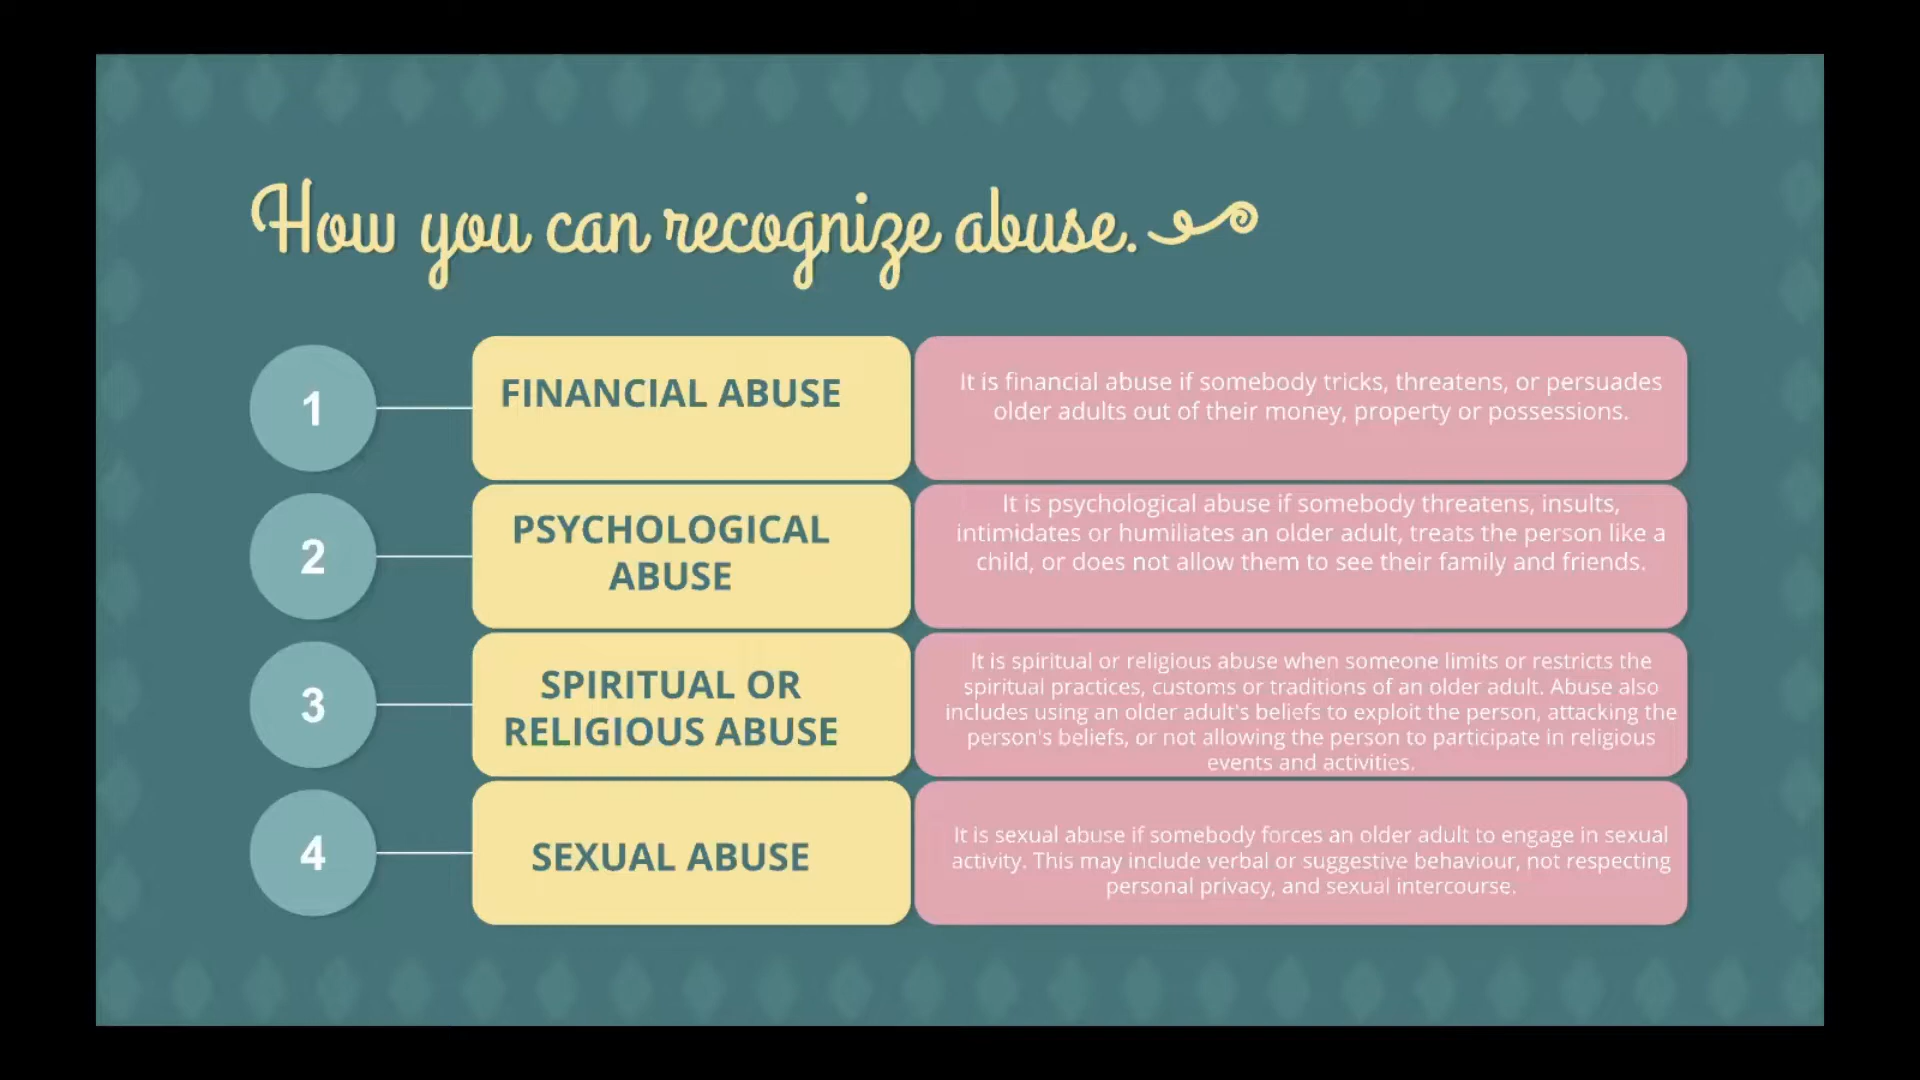 How you can recognize abuse.
1
FINANCIAL ABUSE
It is financial abuse if somebody tricks, threatens, or persuades
older adults out of their money, property or possessions.
2
PSYCHOLOGICAL
ABUSE
It is psychological abuse if somebody threatens, insults,
intimidates or humiliates an older adult, treats the person like a
child, or does not allow them to see their family and friends.
3
SPIRITUAL OR
RELIGIOUS ABUSE
It is spiritual or religious abuse when someone limits or restricts the
spiritual practices, customs or traditions of an older adult. Abuse also
includes using an older adult's beliefs to exploit the person, attacking the
person's beliefs, or not allowing the person to participate in religious
events and activities.
4
SEXUAL ABUSE
It is sexual abuse if somebody forces an older adult to engage in sexual
activity. This may include verbal or suggestive behaviour, not respecting
personal privacy, and sexual intercourse.